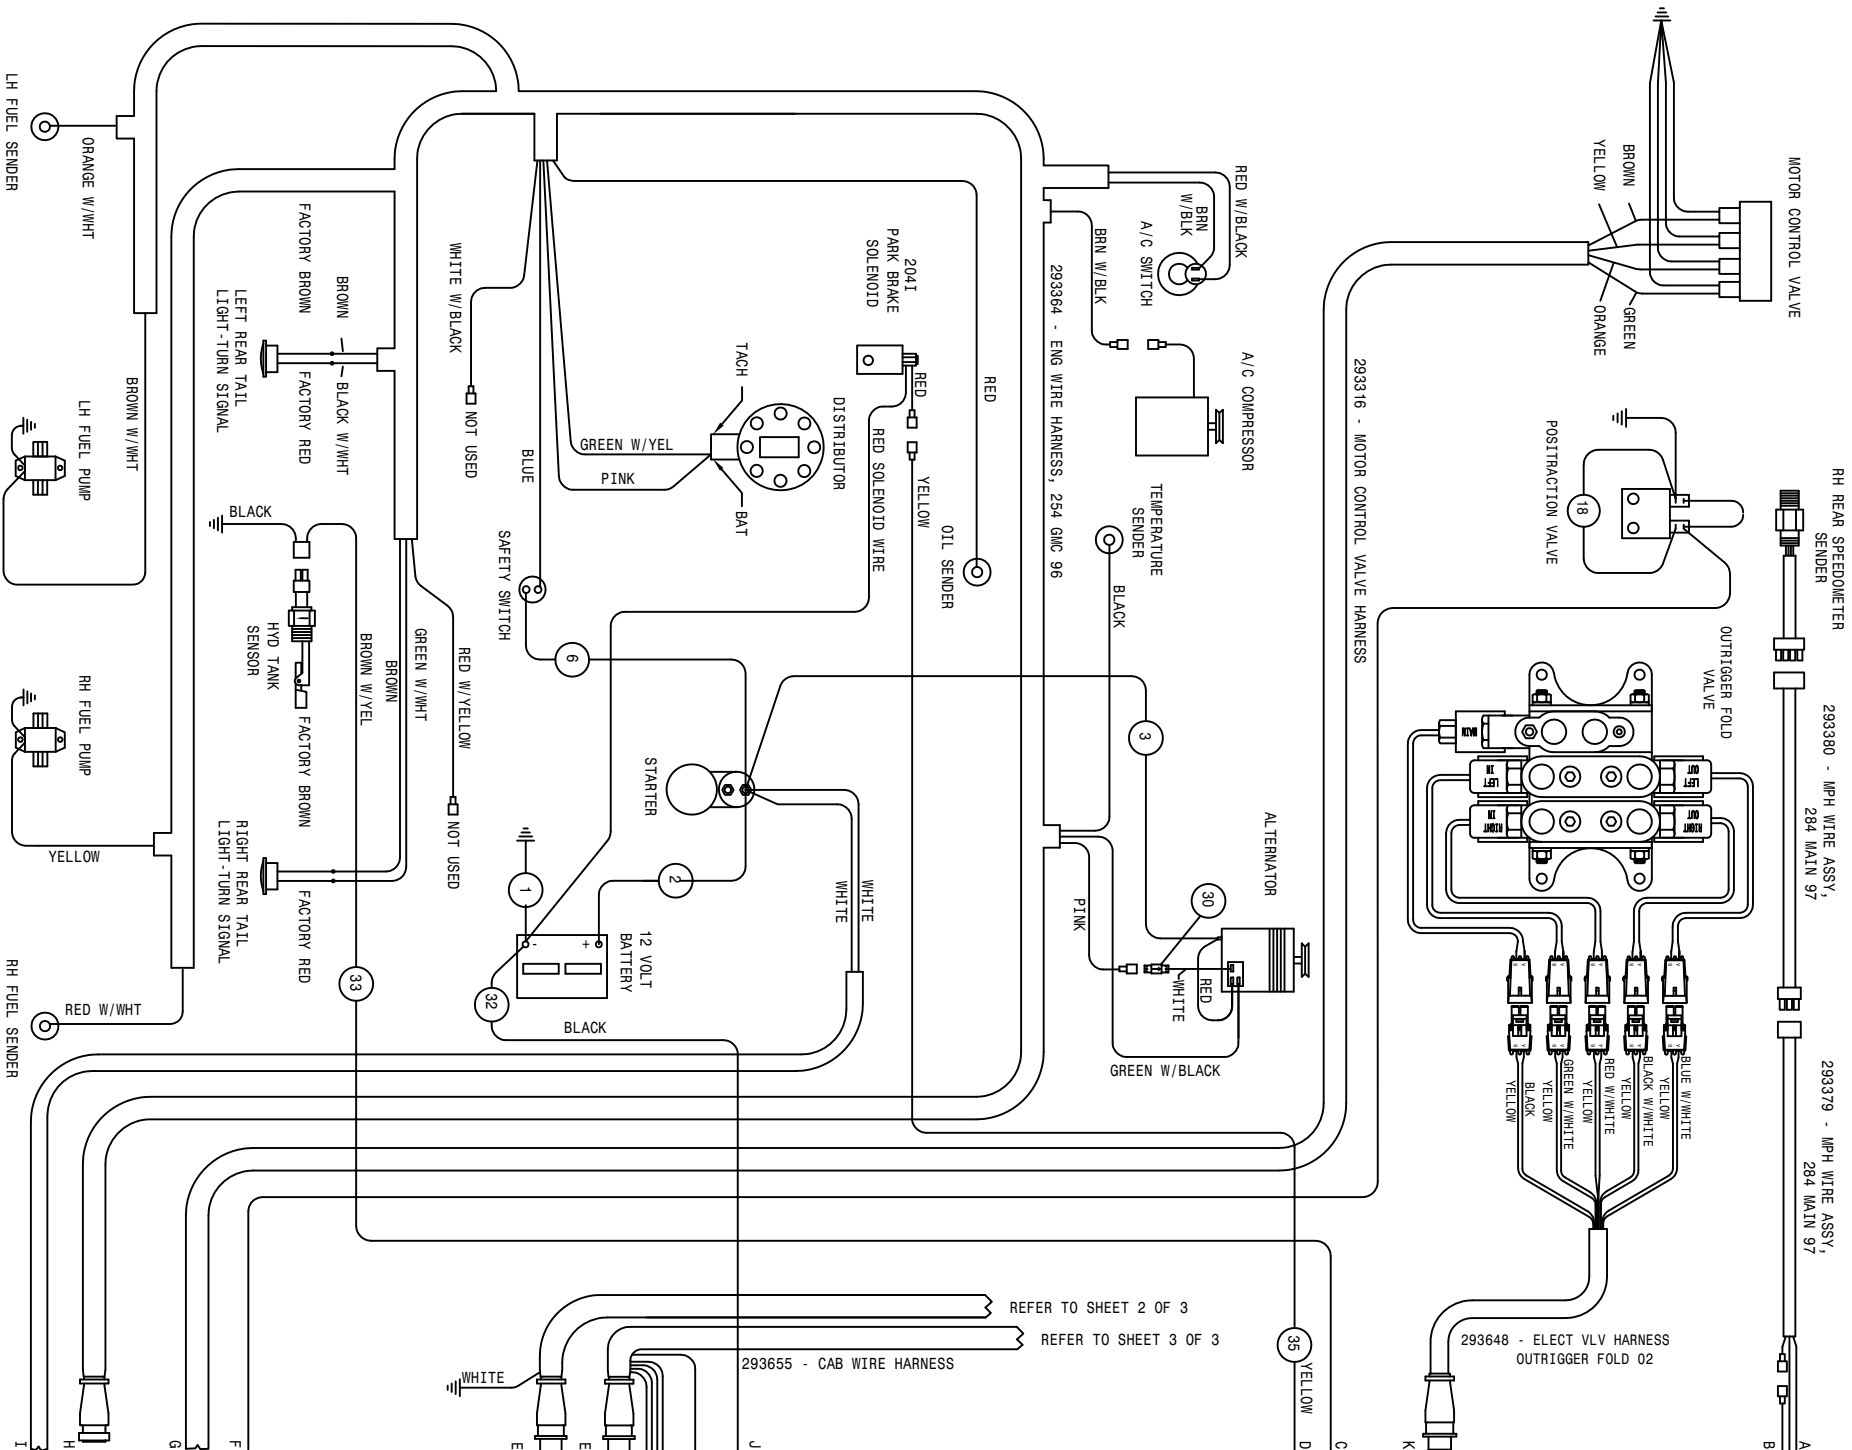 MOTOR CONTROL VALVE
BROWN
YELLOW
GREEN
ORANGE
293316 - MOTOR CONTROL VALVE HARNESS
RH REAR SPEEDOMETER
SENDER
293380 - MPH WIRE ASSY,
284 MAIN 97
293379 - MPH WIRE ASSY,
284 MAIN 97
POSITRACTION VALVE
18
OUTRIGGER FOLD
VALVE
MAIN
LEFT
IN
RIGHT
IN
LEFT
OUT
RIGHT
OUT
BLUE W/WHITE
YELLOW
BLACK W/WHITE
YELLOW
RED W/WHITE
YELLOW
GREEN W/WHITE
YELLOW
BLACK
YELLOW
293648 - ELECT VLV HARNESS
OUTRIGGER FOLD 02
RED W/BLACK
BRN
W/BLK
A/C SWITCH
BRN W/BLK
A/C COMPRESSOR
293364 - ENG WIRE HARNESS, 254 GMC 96
TEMPERATURE
SENDER
BLACK
3
ALTERNATOR
30
PINK
WHITE
RED
GREEN W/BLACK
RED
OIL SENDER
204I
PARK BRAKE
SOLENOID
RED
YELLOW
RED SOLENOID WIRE
DISTRIBUTOR
TACH
BAT
GREEN W/YEL
PINK
BLUE
WHITE W/BLACK
NOT USED
SAFETY SWITCH
6
STARTER
2
1
- +
12 VOLT
BATTERY
32
BLACK
WHITE
WHITE
LH FUEL SENDER
ORANGE W/WHT
BROWN W/WHT
LH FUEL PUMP
RH FUEL PUMP
YELLOW
RH FUEL SENDER
RED W/WHT
FACTORY BROWN
BROWN
LEFT REAR TAIL
LIGHT-TURN SIGNAL
FACTORY RED
BLACK W/WHT
BLACK
HYD TANK
SENSOR
BROWN W/YEL
BROWN
GREEN W/WHT
RED W/YELLOW
NOT USED
FACTORY BROWN
RIGHT REAR TAIL
LIGHT-TURN SIGNAL
FACTORY RED
33
REFER TO SHEET 2 OF 3
REFER TO SHEET 3 OF 3
293655 - CAB WIRE HARNESS
WHITE
35
YELLOW
I
H
G
F
E
E
J
D
C
K
B
A